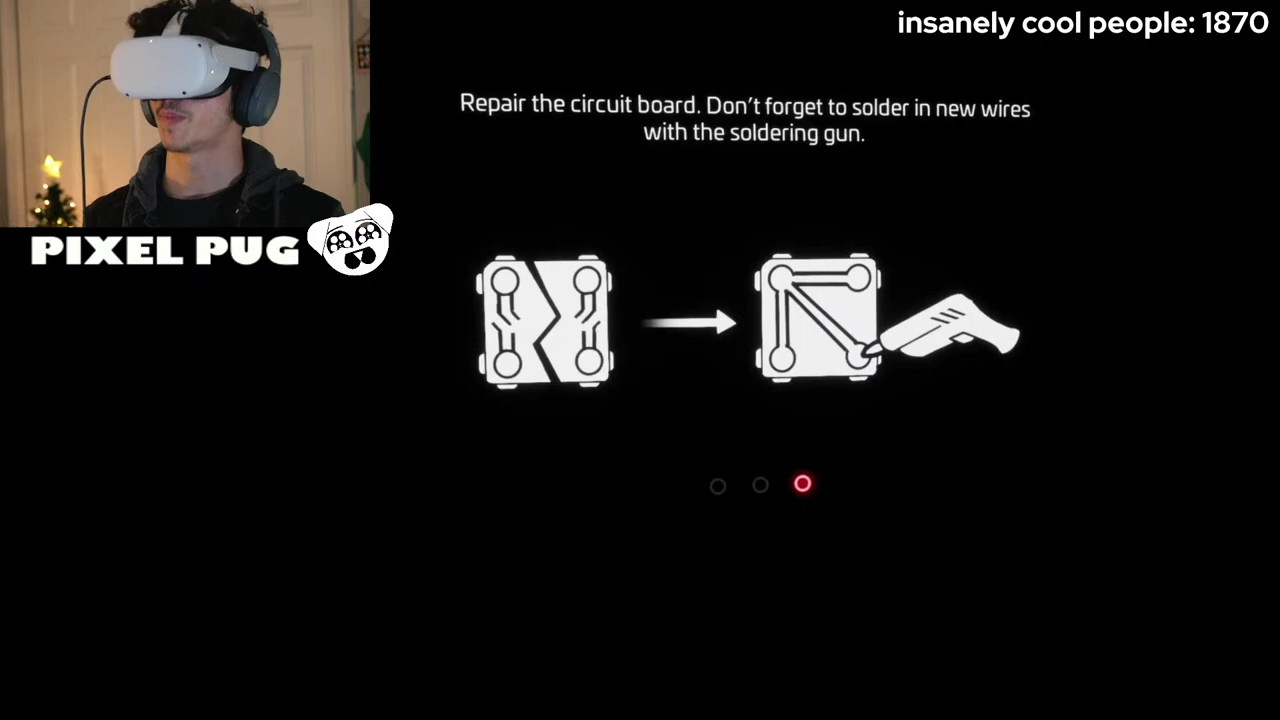 insanely cool people: 1870
Repair the circuit board. Don't forget to solder in new wires
with the soldering gun.
PIXEL PUG